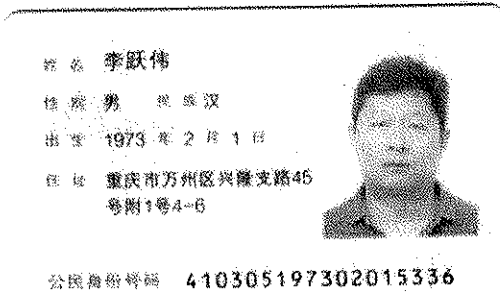 姓名 李跃伟
性别 男 民族 汉
出生 1973 年 2 月 1 日
住址 重庆市万州区兴隆支路45
号附1号4-6
公民身份号码 410305197302015336